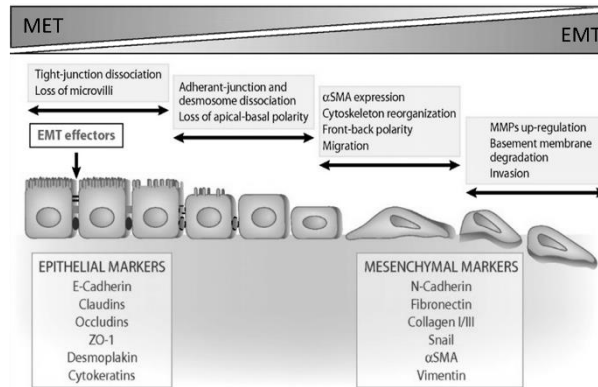 MET
EMT
Tight-junction dissociation
Loss of microvilli
Adherant-junction and
desmosome dissociation
Loss of apical-basal polarity
αSMA expression
Cytoskeleton reorganization
Front-back polarity
Migration
MMPs up-regulation
Basement membrane
degradation
Invasion
EMT effectors
EPITHELIAL MARKERS
E-Cadherin
Claudins
Occludins
ZO-1
Desmoplakin
Cytokeratins
MESENCHYMAL MARKERS
N-Cadherin
Fibronectin
Collagen I/III
Snail
αSMA
Vimentin